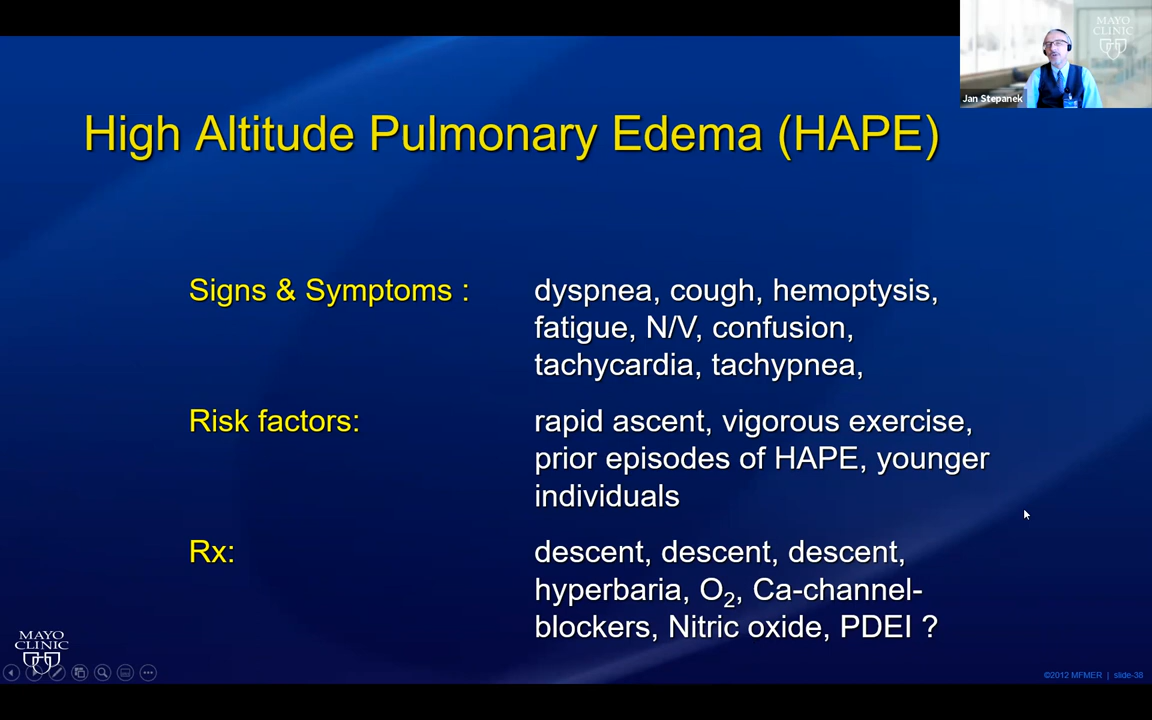 MAYO
CLINIC
Jan Stepanek
High Altitude Pulmonary Edema (HAPE)
Signs & Symptoms :
dyspnea, cough, hemoptysis,
fatigue, N/V, confusion,
tachycardia, tachypnea,
Risk factors:
rapid ascent, vigorous exercise,
prior episodes of HAPE, younger
individuals
Rx:
descent, descent, descent,
hyperbaria, O2, Ca-channel-
blockers, Nitric oxide, PDEI ?
MAYO
CLINIC
©2012 MFMER | slide-38